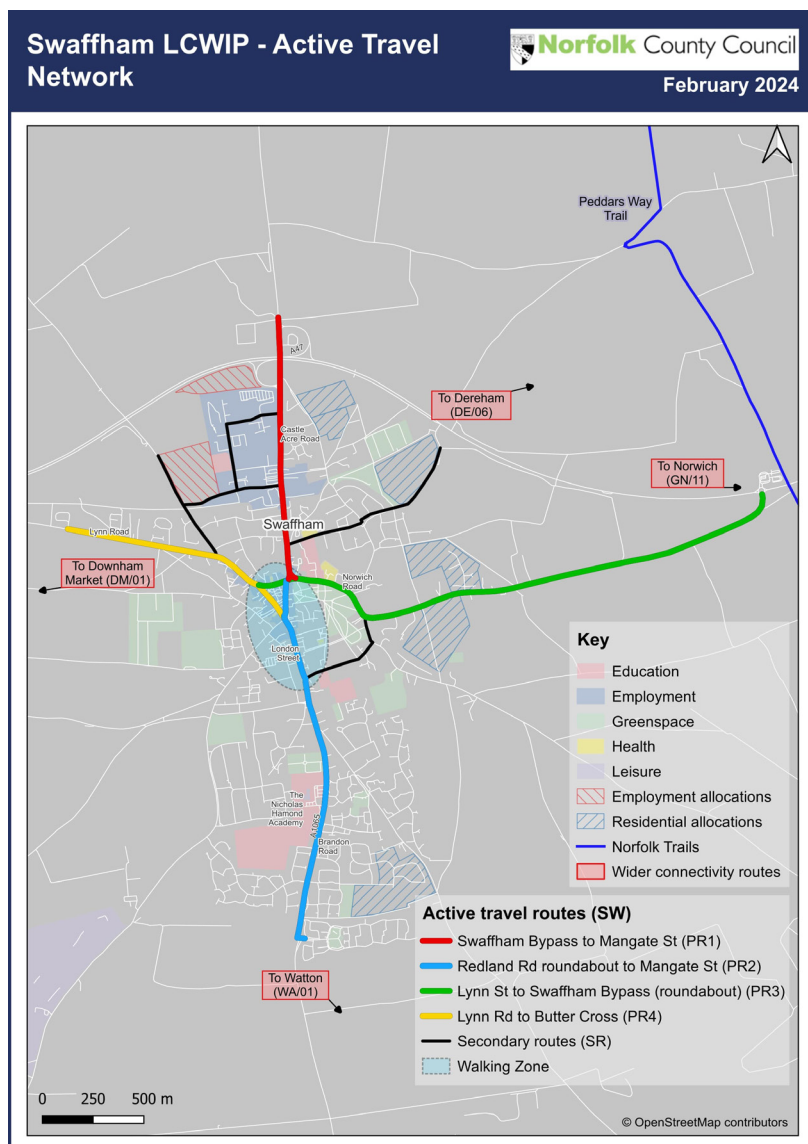 Swaffham LCWIP - Active Travel
Network
Norfolk County Council
February 2024
Peddars Way
Trail
A47
To Dereham
(DE/06)
Castle
Acre Road
To Norwich
(GN/11)
Swaffham
Lynn Road
To Downham
Market (DM/01)
Norwich
Road
London
Street
The
Nicholas
Hamond
Academy
A1065
Brandon
Road
To Watton
(WA/01)
Key
Education
Employment
Greenspace
Health
Leisure
Employment allocations
Residential allocations
Norfolk Trails
Wider connectivity routes
Active travel routes (SW)
Swaffham Bypass to Mangate St (PR1)
Redland Rd roundabout to Mangate St (PR2)
Lynn St to Swaffham Bypass (roundabout) (PR3)
Lynn Rd to Butter Cross (PR4)
Secondary routes (SR)
Walking Zone
0 250 500 m
© OpenStreetMap contributors